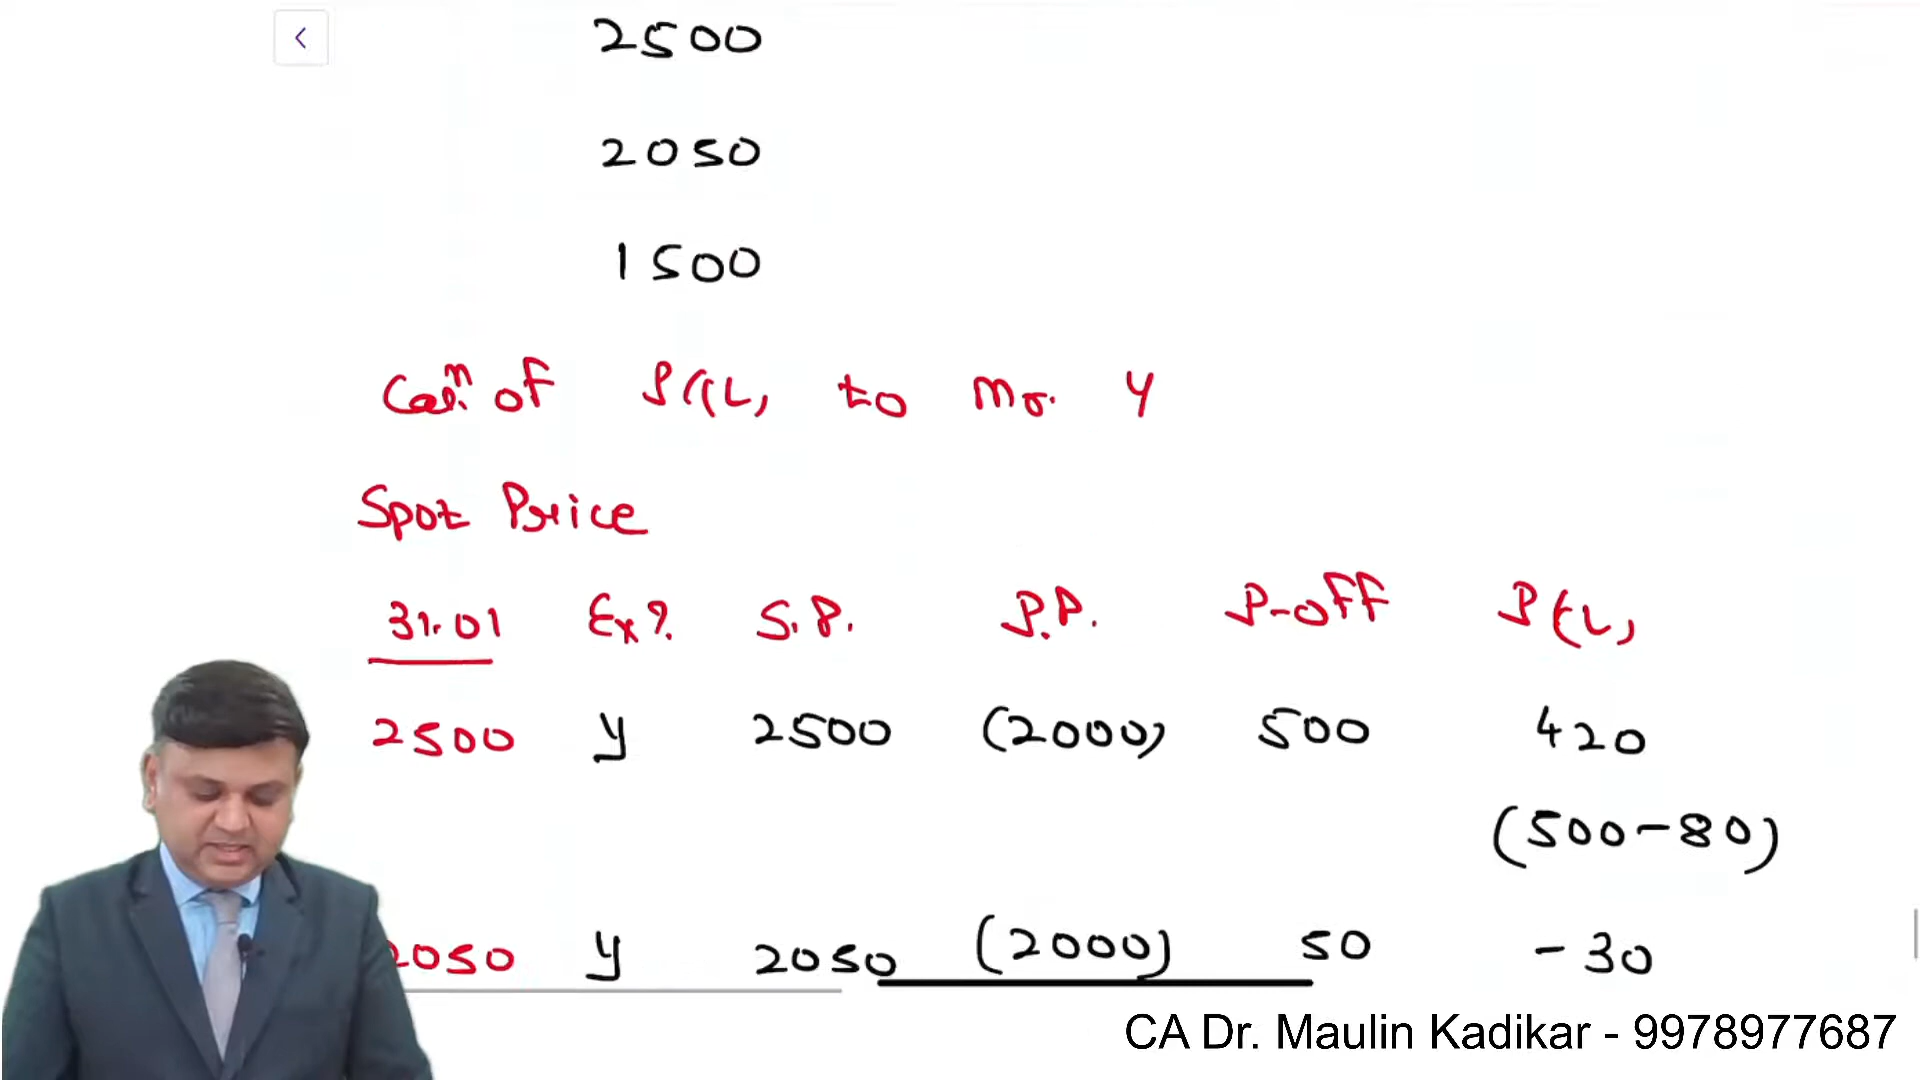 2500
2050
1500
Caln of P/(L) to Mr. Y
Spot Price
31.01 Ex? S.P. P.P. P-off P/(L)
2500 y 2500 (2000) 500 420
(500-80)
2050 y 2050 (2000) 50 -30
CA Dr. Maulin Kadikar - 9978977687